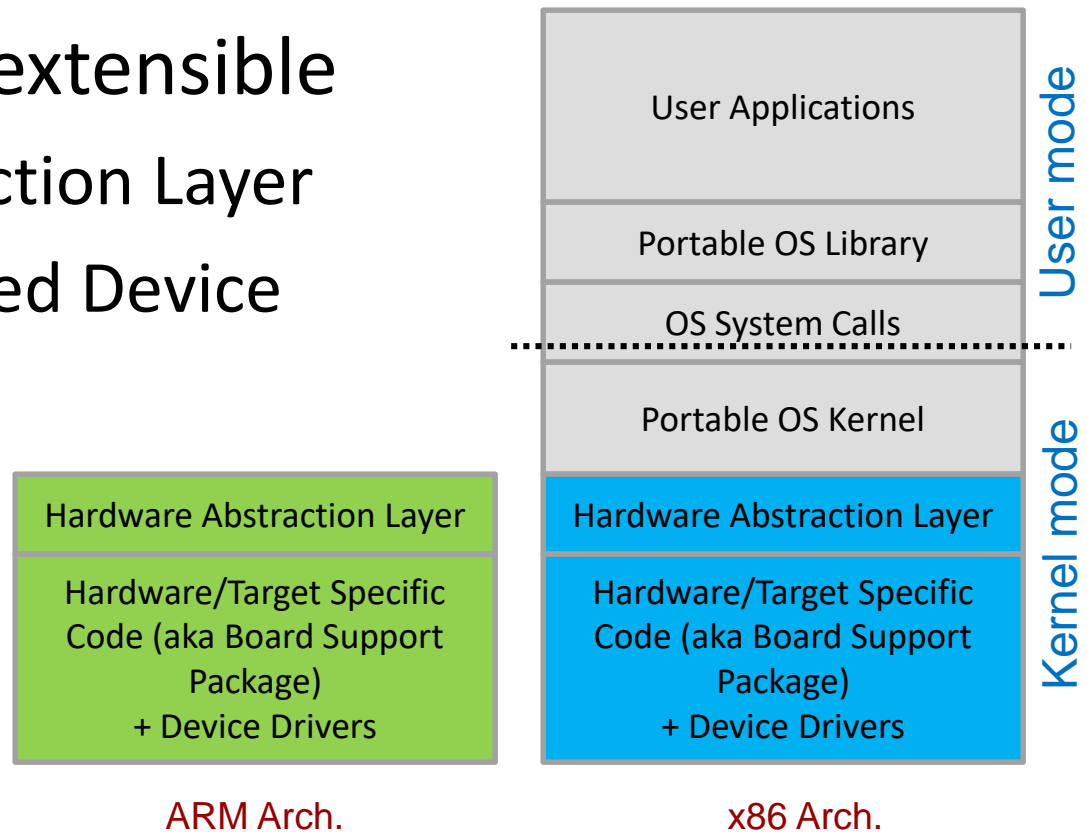 extensible
ction Layer
ed Device
User Applications
Portable OS Library
OS System Calls
User mode
Portable OS Kernel
Kernel mode
Hardware Abstraction Layer
Hardware/Target Specific
Code (aka Board Support
Package)
+ Device Drivers
ARM Arch.
Hardware Abstraction Layer
Hardware/Target Specific
Code (aka Board Support
Package)
+ Device Drivers
x86 Arch.